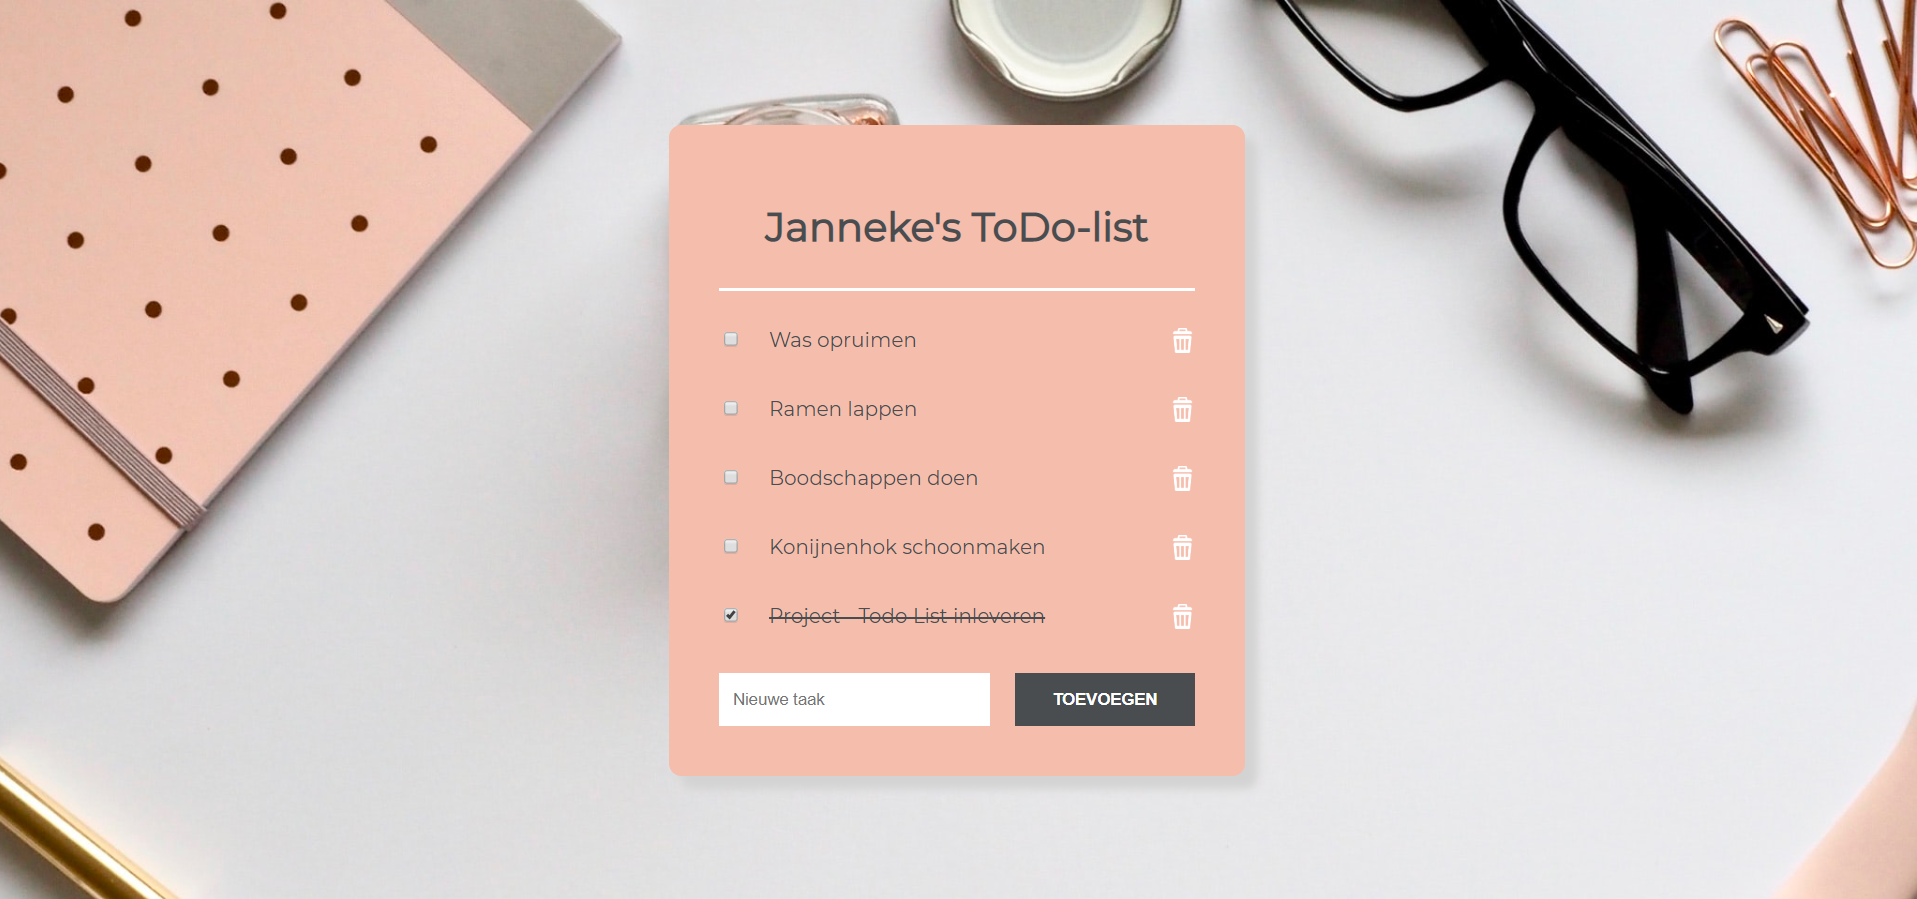 Janneke's ToDo-list
Was opruimen
Ramen lappen
Boodschappen doen
Konijnenhok schoonmaken
Project - Todo List inleveren
Nieuwe taak
TOEVOEGEN